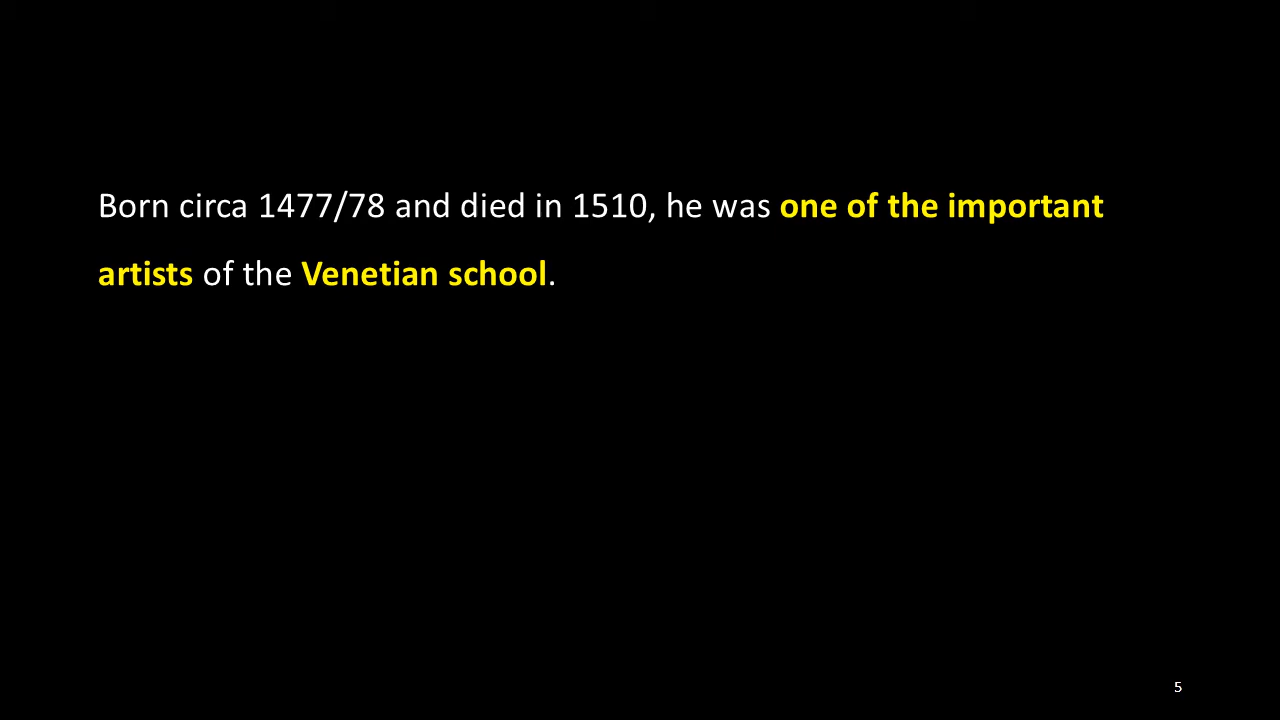 Born circa 1477/78 and died in 1510, he was one of the important
artists of the Venetian school.
5